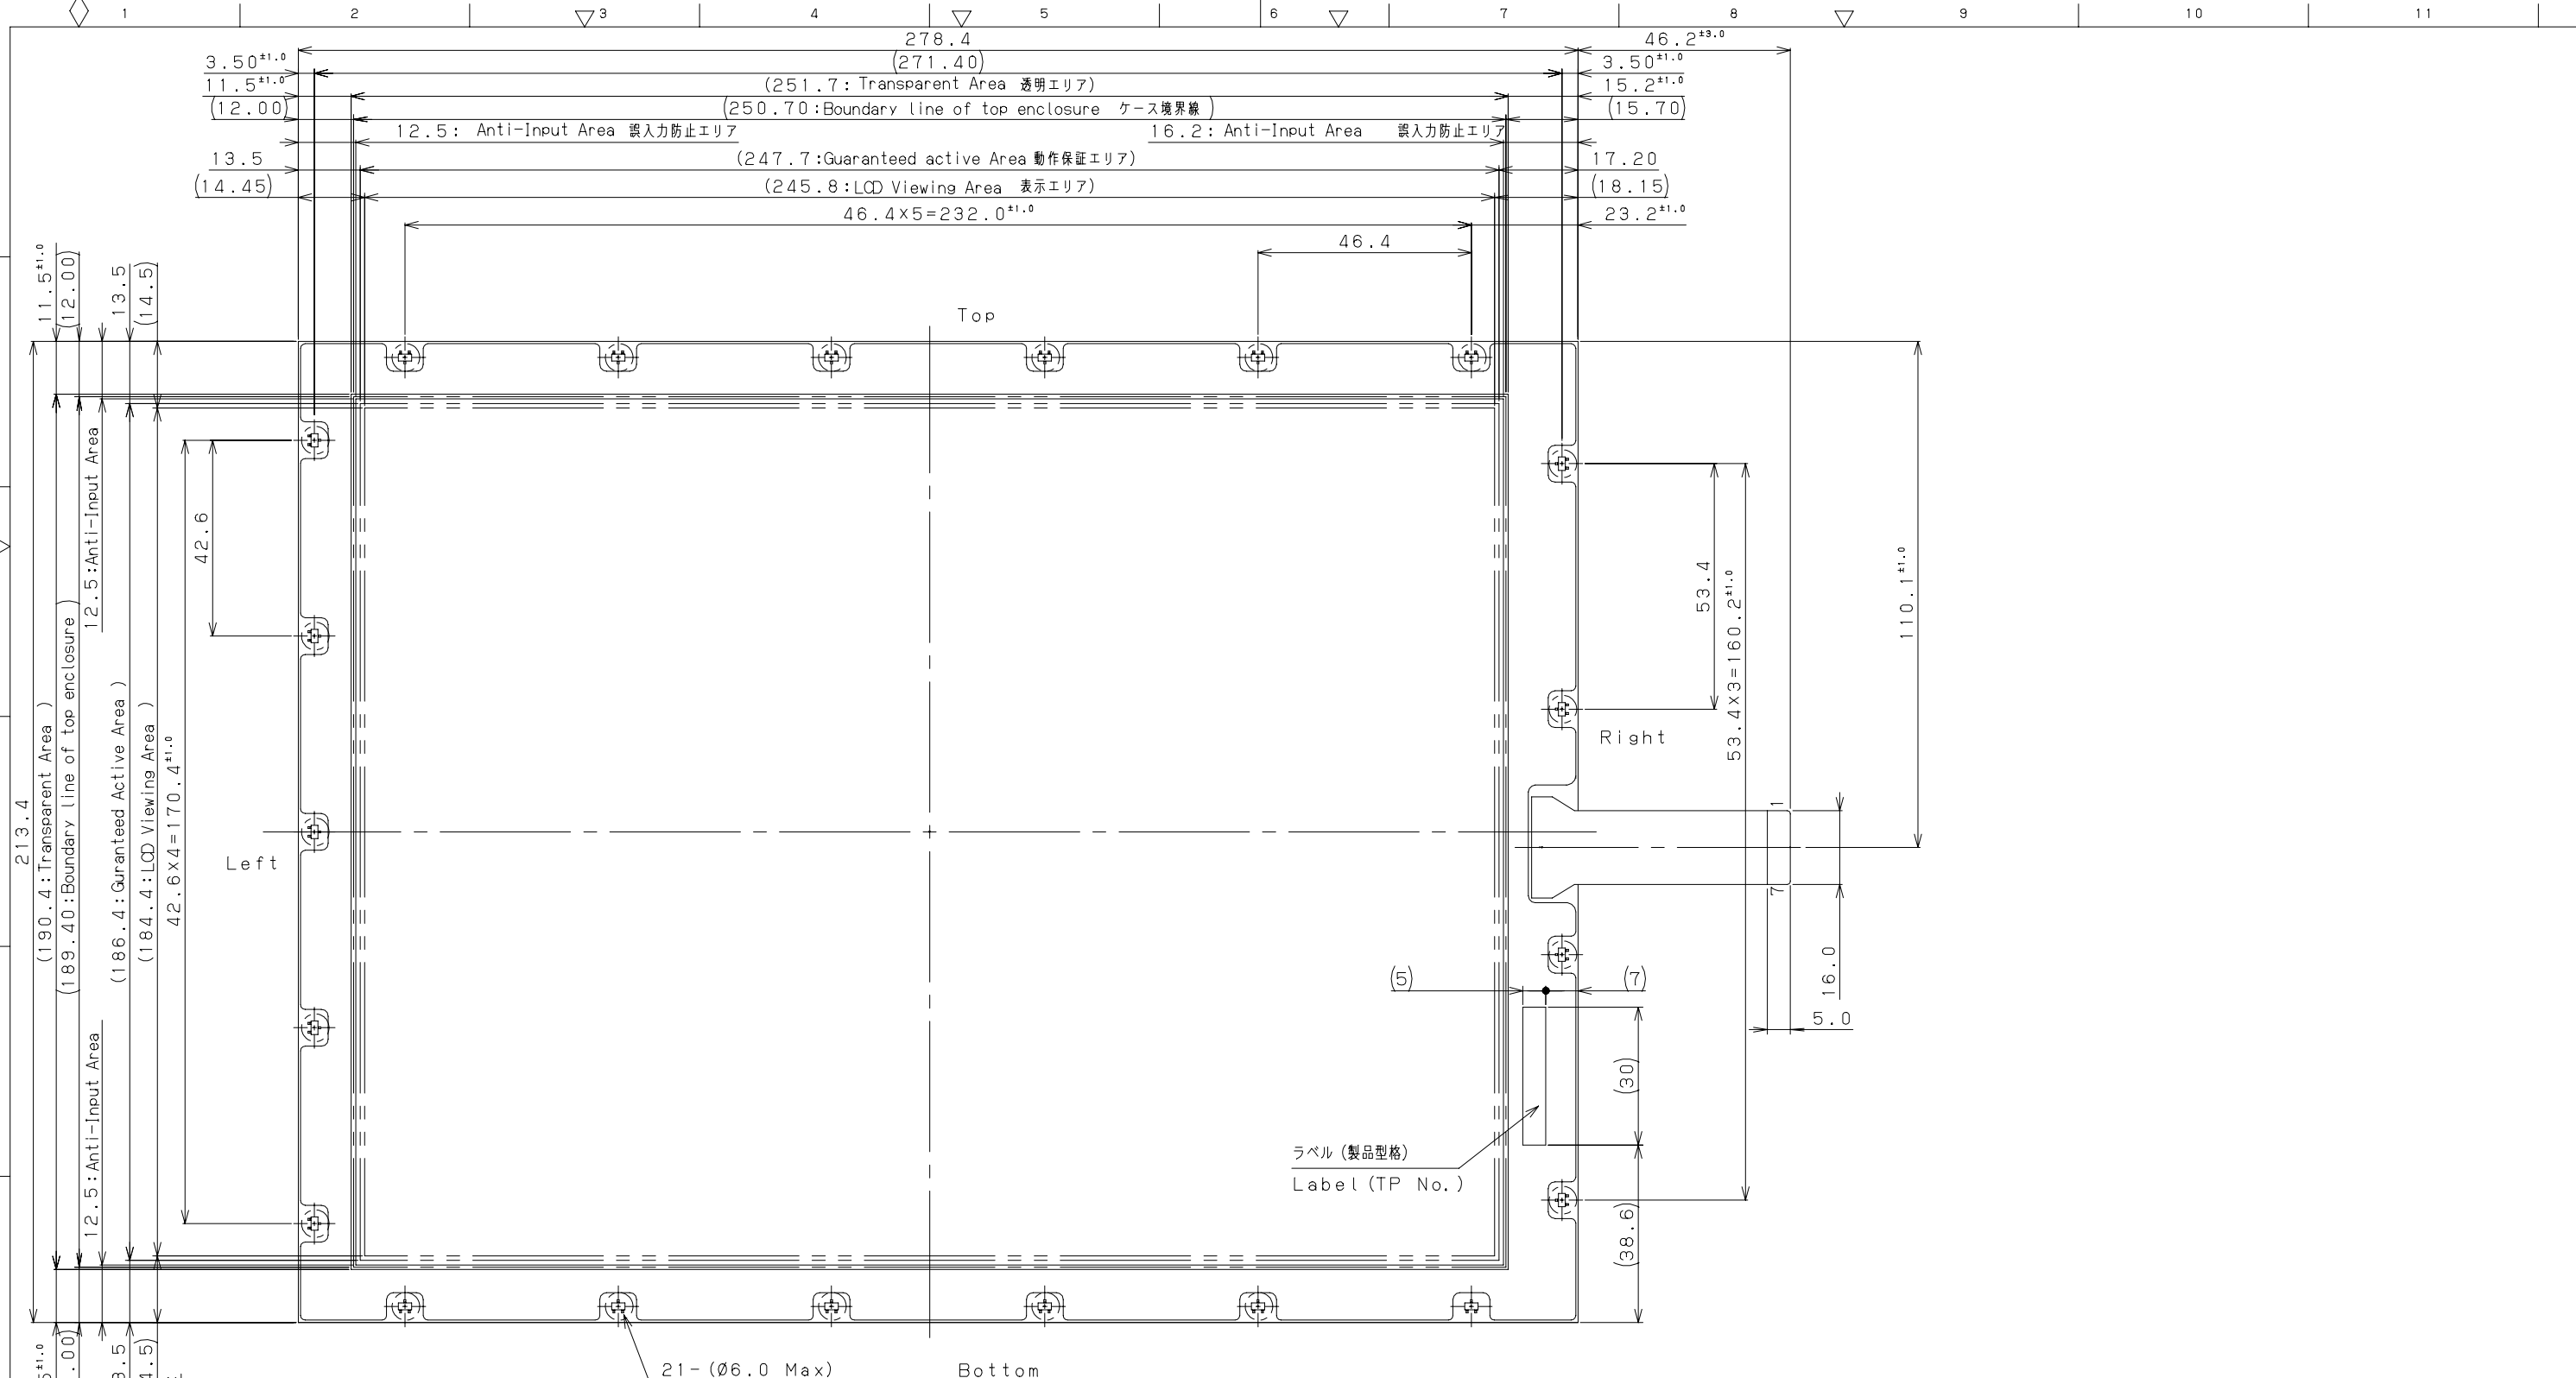 1 2 3 4 5 6 7 8 9 10 11
278.4 46.2±3.0
3.50±1.0 (271.40) 3.50±1.0
11.5±1.0 (251.7: Transparent Area 透明エリア) 15.2±1.0
(12.00) (250.70:Boundary line of top enclosure ケース境界線 ) (15.70)
12.5: Anti-Input Area 誤入力防止エリア 16.2: Anti-Input Area 誤入力防止エリア
13.5 (247.7:Guaranteed active Area 動作保証エリア) 17.20
(14.45) (245.8:LCD Viewing Area 表示エリア) (18.15)
46.4×5=232.0±1.0 23.2±1.0
46.4
11.5±1.0
(12.00)
13.5
(14.5)
Top
213.4
(190.4:Transparent Area )
(189.40:Boundary line of top enclosure )
12.5:Anti-Input Area
12.5:Anti-Input Area
(186.4:Guranteed Active Area )
(184.4:LCD Viewing Area )
42.6×4=170.4±1.0
42.6
Left
53.4
53.4×3=160.2±1.0
110.1±1.0
Right
1
7
16.0
5.0
(5) (7)
(30)
(38.6)
ラベル (製品型格)
Label (TP No.)
21-(Ø6.0 Max)
Bottom